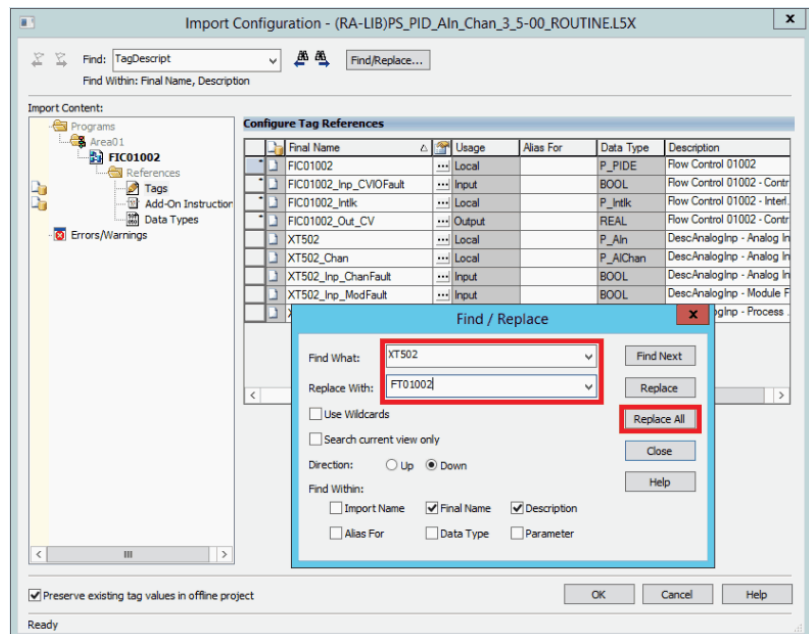 Import Configuration - (RA-LIB)PS_PID_AIn_Chan_3_5-00_ROUTINE.L5X
x
Find: TagDescript
Find/Replace...
Find Within: Final Name, Description
Import Content:
Programs
Area01
FIC01002
References
Tags
Add-On Instruction
Data Types
Errors/Warnings
Configure Tag References
Final Name Usage Alias For Data Type Description
FIC01002 ... Local P_PIDE Flow Control 01002
FIC01002_Inp_CVIOFault ... Input BOOL Flow Control 01002 - Contr
FIC01002_Intlk ... Local P_Intlk Flow Control 01002 - Interl.
FIC01002_Out_CV ... Output REAL Flow Control 01002 - Contr
XT502 ... Local P_AIn DescAnalogInp - Analog In
XT502_Chan ... Local P_AIChan DescAnalogInp - Analog In
XT502_Inp_ChanFault ... Input BOOL DescAnalogInp - Analog In
XT502_Inp_ModFault ... Input BOOL DescAnalogInp - Module F
ogInp - Process .
Find / Replace
x
Find What: XT502
Find Next
Replace With: FT01002
Replace
Use Wildcards
Replace All
Search current view only
Close
Direction: Up Down
Help
Find Within:
Import Name Final Name Description
Alias For Data Type Parameter
Preserve existing tag values in offline project
OK Cancel Help
Ready